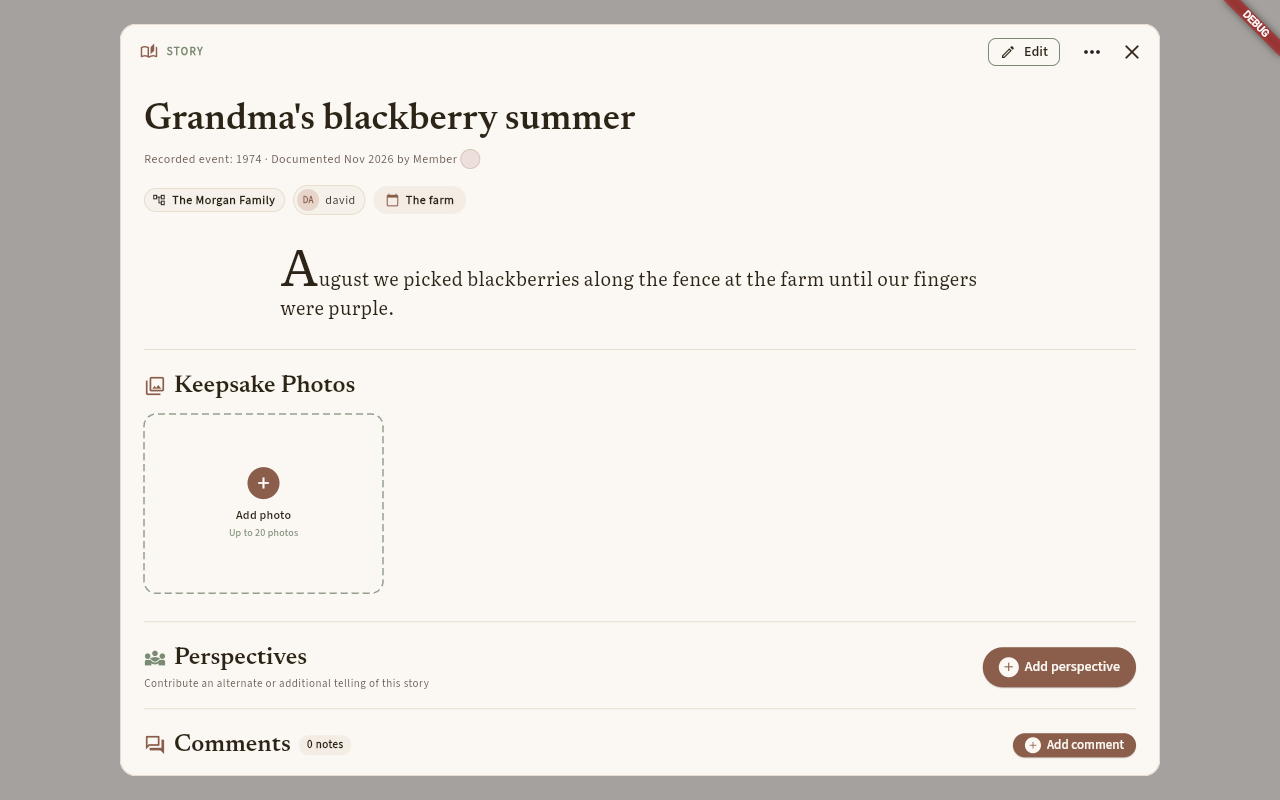 DEBUG
STORY
Edit
Grandma's blackberry summer
Recorded event: 1974 · Documented Nov 2026 by Member
The Morgan Family
DA david
The farm
August we picked blackberries along the fence at the farm until our fingers
were purple.
Keepsake Photos
Add photo
Up to 20 photos
Perspectives
Add perspective
Contribute an alternate or additional telling of this story
Comments 0 notes
Add comment